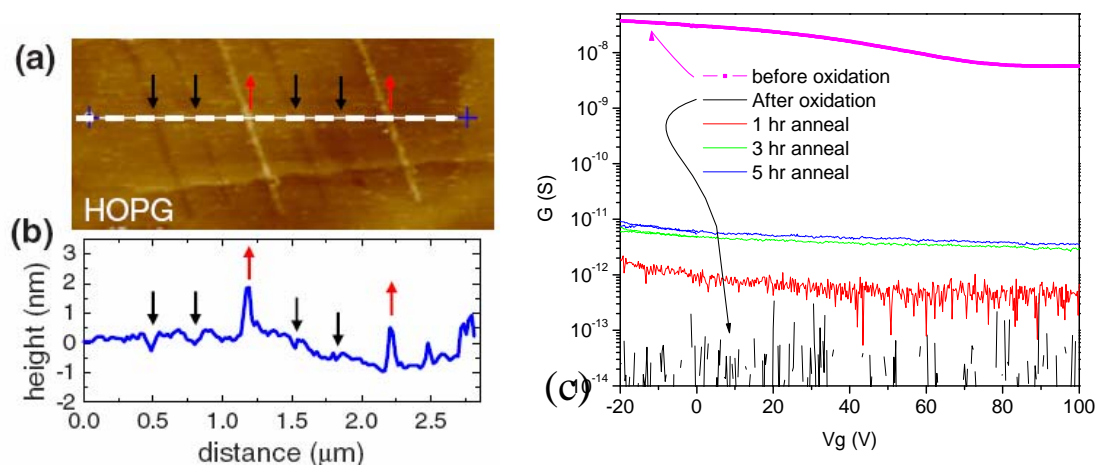 (a)
HOPG
(b)
height (nm)
3
2
1
0
-1
-2
0.0 0.5 1.0 1.5 2.0 2.5
distance (μm)
G (S)
10-8
10-9
10-10
10-11
10-12
10-13
10-14
before oxidation
After oxidation
1 hr anneal
3 hr anneal
5 hr anneal
(c)
-20 0 20 40 60 80 100
Vg (V)